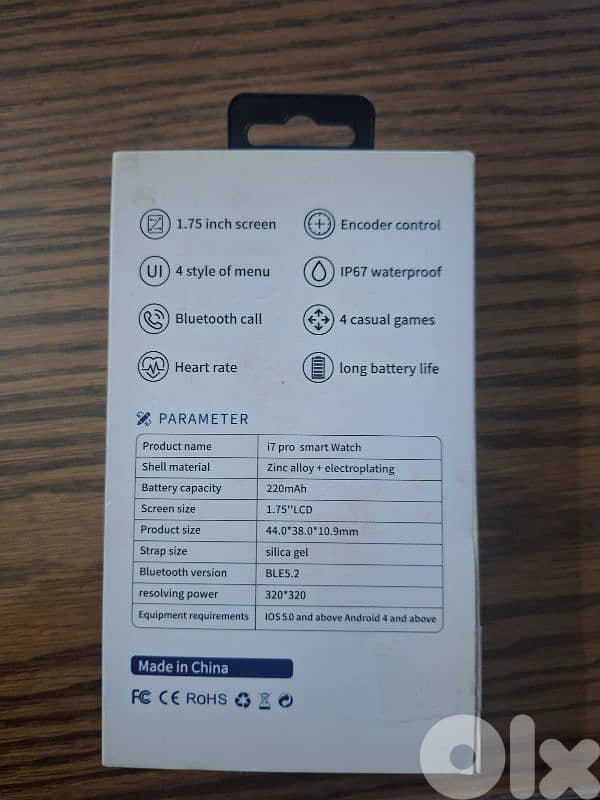 1.75 inch screen
Encoder control
UI
4 style of menu
IP67 waterproof
Bluetooth call
4 casual games
Heart rate
long battery life
PARAMETER
Product name i7 pro smart Watch
Shell material Zinc alloy + electroplating
Battery capacity 220mAh
Screen size 1.75''LCD
Product size 44.0*38.0*10.9mm
Strap size silica gel
Bluetooth version BLE5.2
resolving power 320*320
Equipment requirements IOS 5.0 and above Android 4 and above
Made in China
FC CE RoHS
olx